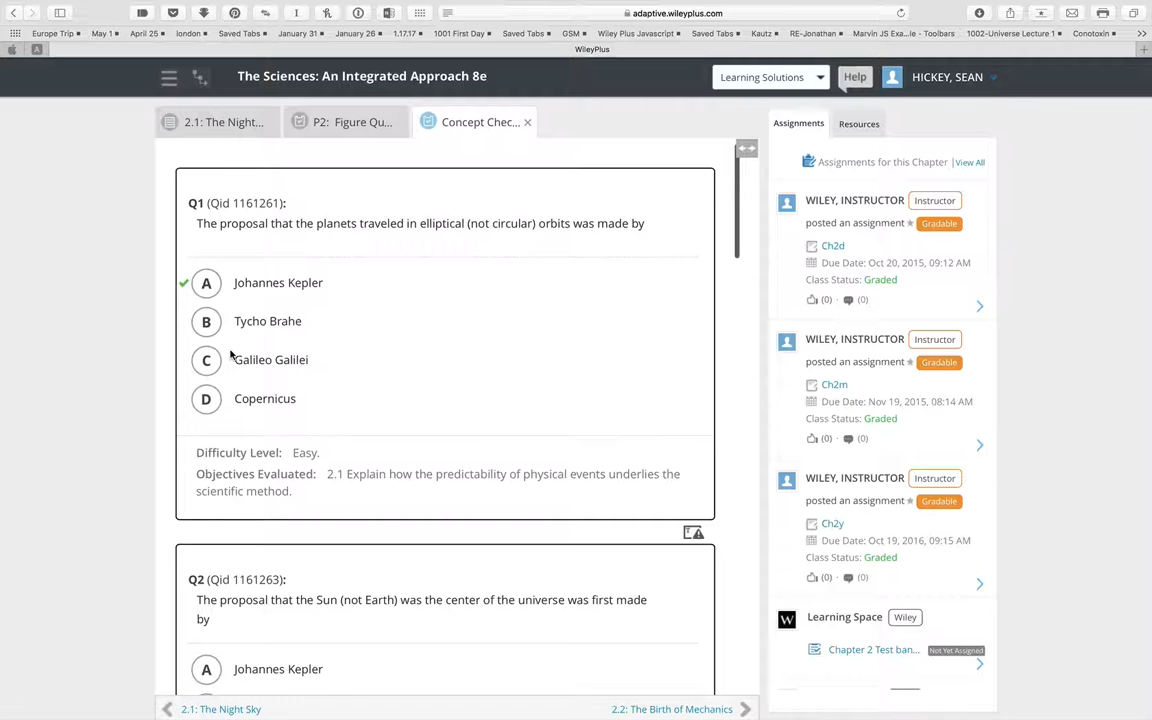 adaptive.wileyplus.com
Europe Trip
May 1
April 25
london
Saved Tabs
January 31
January 26
1.17.17
1001 First Day
Saved Tabs
GSM
Wiley Plus Javascript
Saved Tabs
Kautz
RE-Jonathan
Marvin JS Exa...le - Toolbars
1002-Universe Lecture 1
Conotoxin
WileyPlus
The Sciences: An Integrated Approach 8e
Learning Solutions
Help
HICKEY, SEAN
2.1: The Night...
P2: Figure Qu...
Concept Chec...
Q1 (Qid 1161261):
The proposal that the planets traveled in elliptical (not circular) orbits was made by
A Johannes Kepler
B Tycho Brahe
C Galileo Galilei
D Copernicus
Difficulty Level: Easy.
Objectives Evaluated: 2.1 Explain how the predictability of physical events underlies the
scientific method.
Q2 (Qid 1161263):
The proposal that the Sun (not Earth) was the center of the universe was first made
by
A Johannes Kepler
2.1: The Night Sky
2.2: The Birth of Mechanics
Assignments
Resources
Assignments for this Chapter | View All
WILEY, INSTRUCTOR Instructor
posted an assignment Gradable
Ch2d
Due Date: Oct 20, 2015, 09:12 AM
Class Status: Graded
(0) (0)
WILEY, INSTRUCTOR Instructor
posted an assignment Gradable
Ch2m
Due Date: Nov 19, 2015, 08:14 AM
Class Status: Graded
(0) (0)
WILEY, INSTRUCTOR Instructor
posted an assignment Gradable
Ch2y
Due Date: Oct 19, 2016, 09:15 AM
Class Status: Graded
(0) (0)
W Learning Space Wiley
Chapter 2 Test ban... Not Yet Assigned